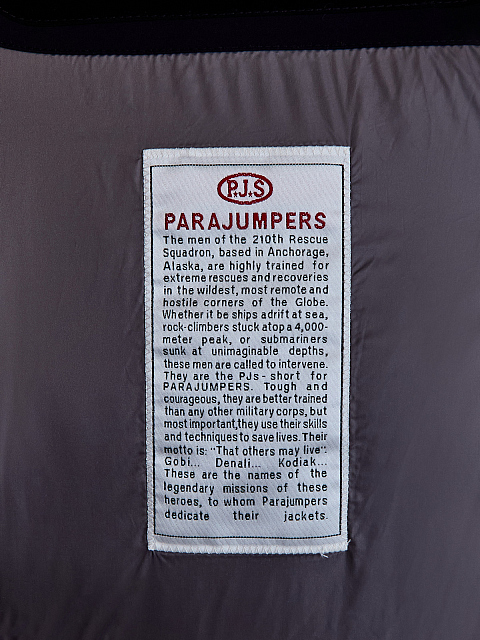 P.J.S
PARAJUMPERS
The men of the 210th Rescue
Squadron, based in Anchorage,
Alaska, are highly trained for
extreme rescues and recoveries
in the wildest, most remote and
hostile corners of the Globe.
Whether it be ships adrift at sea,
rock-climbers stuck atop a 4,000-
meter peak, or submariners
sunk at unimaginable depths,
these men are called to intervene.
They are the PJs - short for
PARAJUMPERS. Tough and
courageous, they are better trained
than any other military corps, but
most important,they use their skills
and techniques to save lives. Their
motto is: "That others may live".
Gobi... Denali... Kodiak...
These are the names of the
legendary missions of these
heroes, to whom Parajumpers
dedicate their jackets.